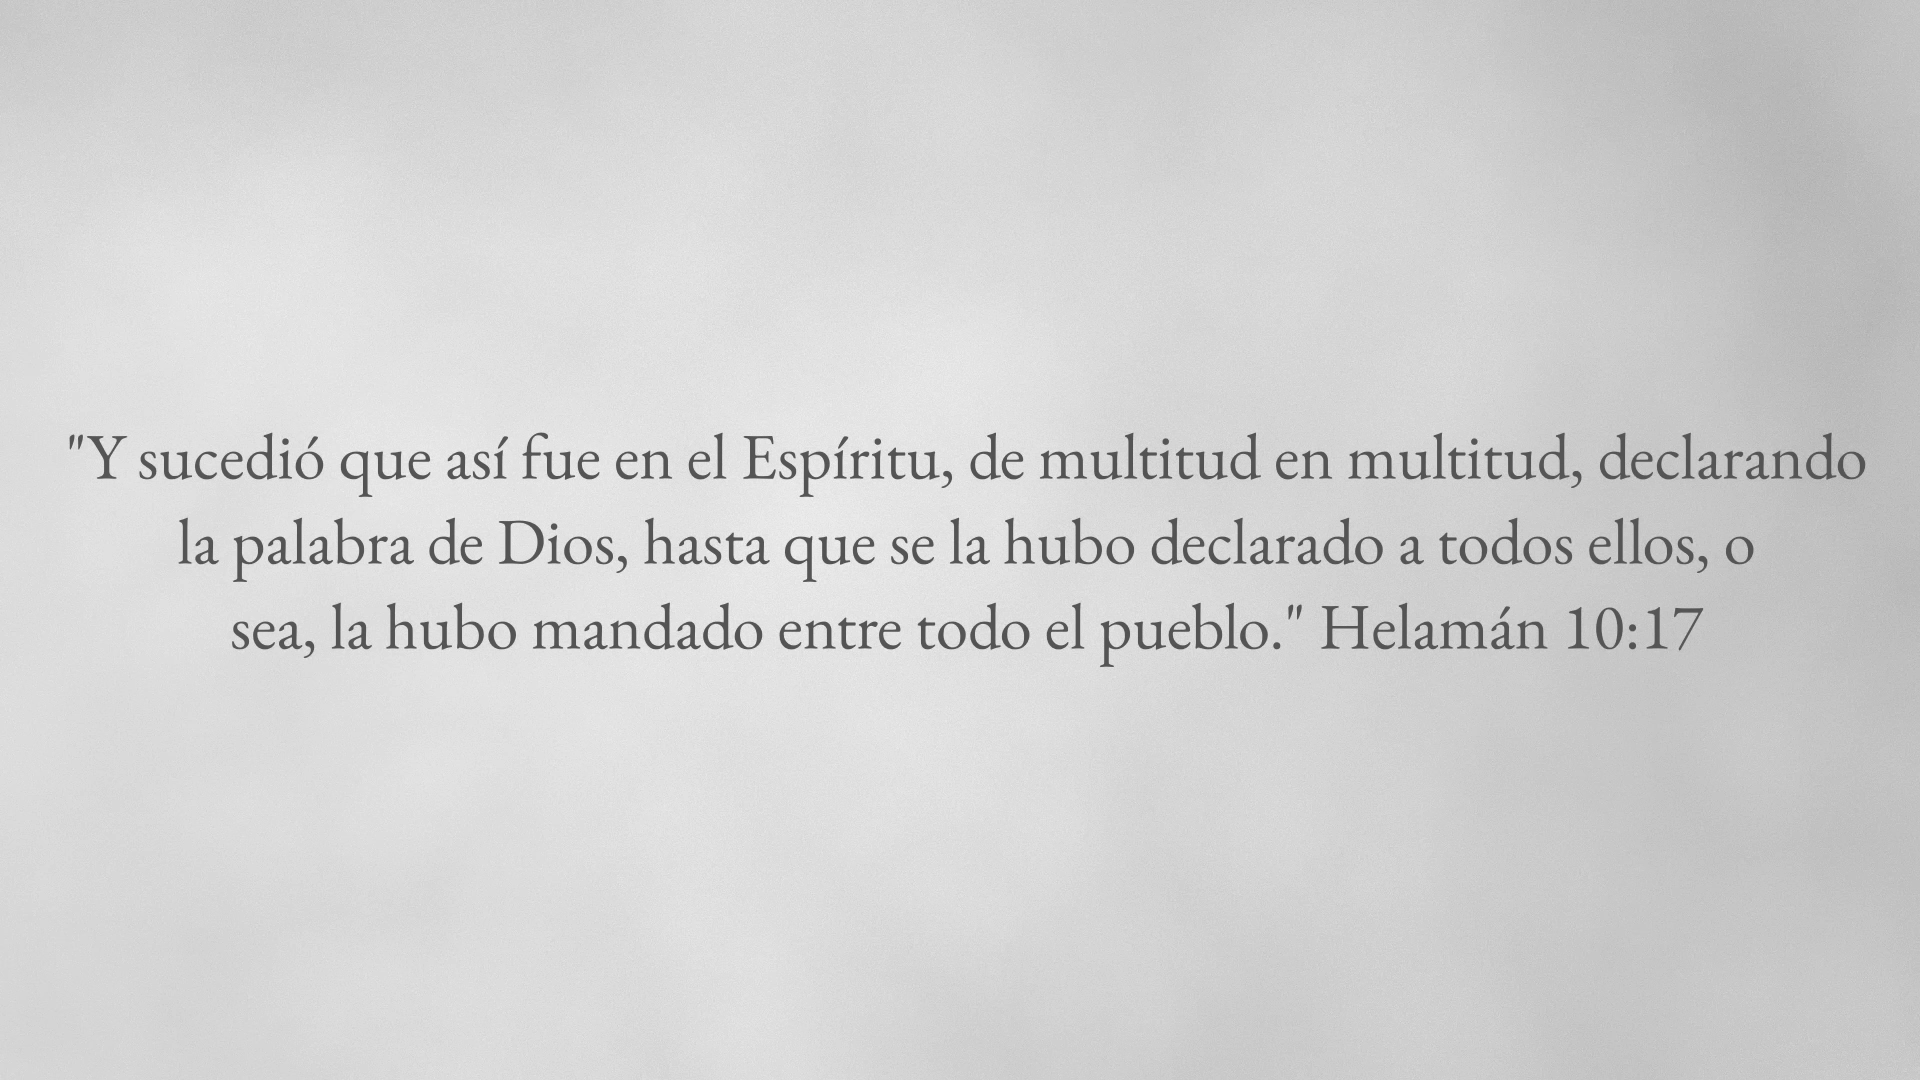 "Y sucedió que así fue en el Espíritu, de multitud en multitud, declarando
la palabra de Dios, hasta que se la hubo declarado a todos ellos, o
sea, la hubo mandado entre todo el pueblo." Helamán 10:17